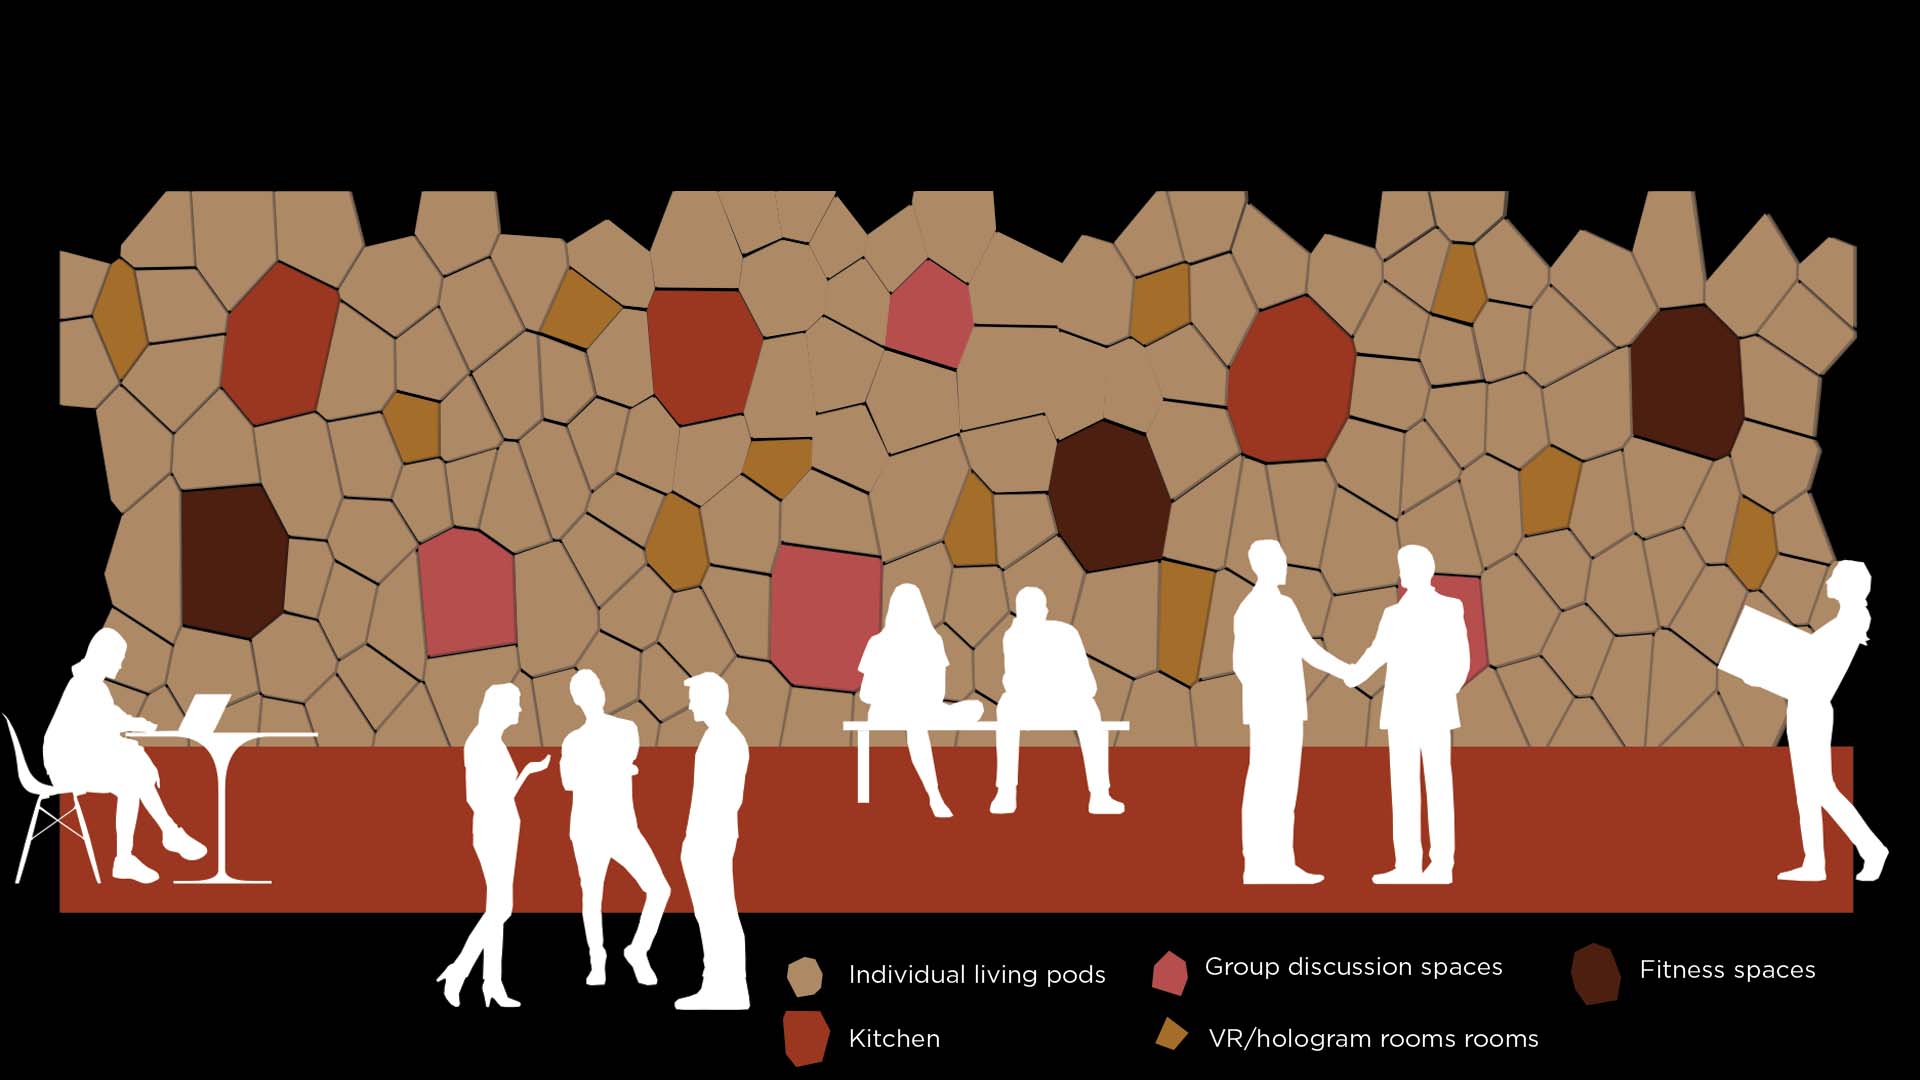 Individual living pods
Group discussion spaces
Fitness spaces
Kitchen
VR/hologram rooms rooms